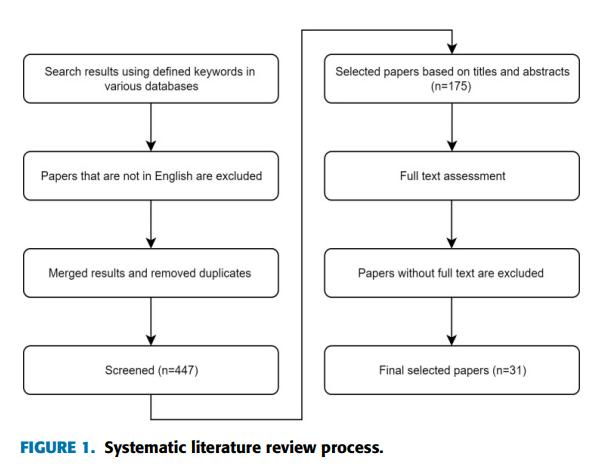 Search results using defined keywords in
various databases
Papers that are not in English are excluded
Merged results and removed duplicates
Screened (n=447)
Selected papers based on titles and abstracts
(n=175)
Full text assessment
Papers without full text are excluded
Final selected papers (n=31)
FIGURE 1. Systematic literature review process.